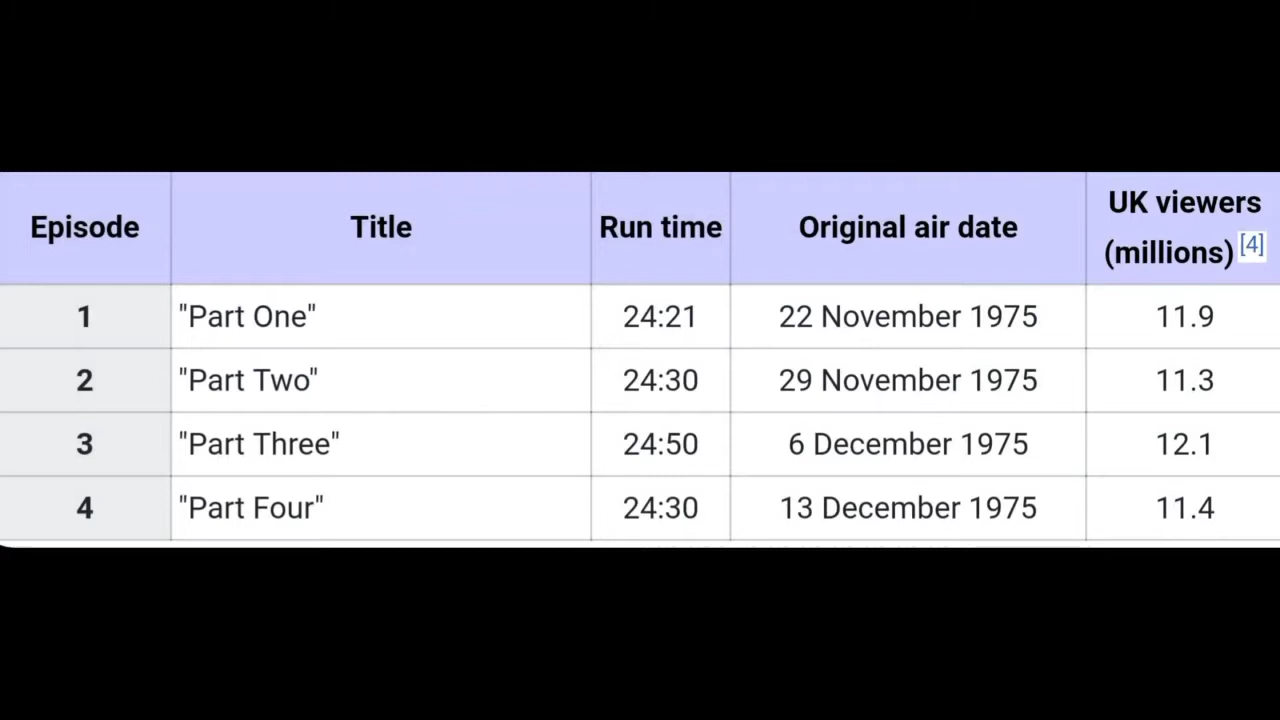 Episode Title Run time Original air date UK viewers
(millions) [4]
1 "Part One" 24:21 22 November 1975 11.9
2 "Part Two" 24:30 29 November 1975 11.3
3 "Part Three" 24:50 6 December 1975 12.1
4 "Part Four" 24:30 13 December 1975 11.4